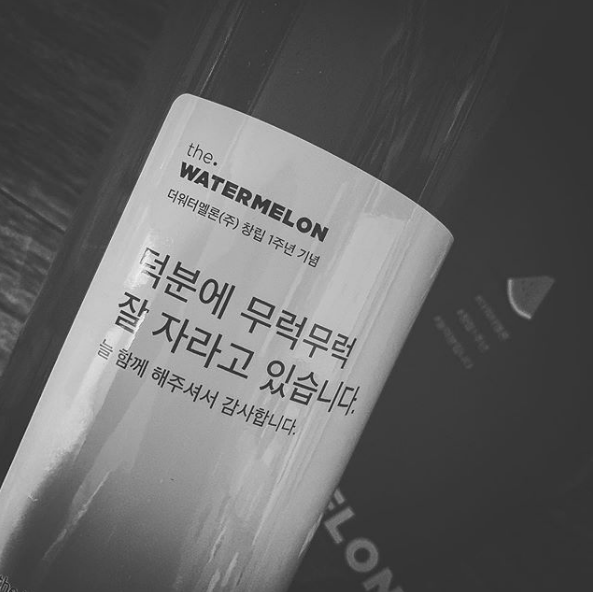 the.
WATERMELON
더워터멜론(주) 창립 1주년 기념
덕분에 무럭무럭
잘 자라고 있습니다.
늘 함께 해주셔서 감사합니다.
ELON